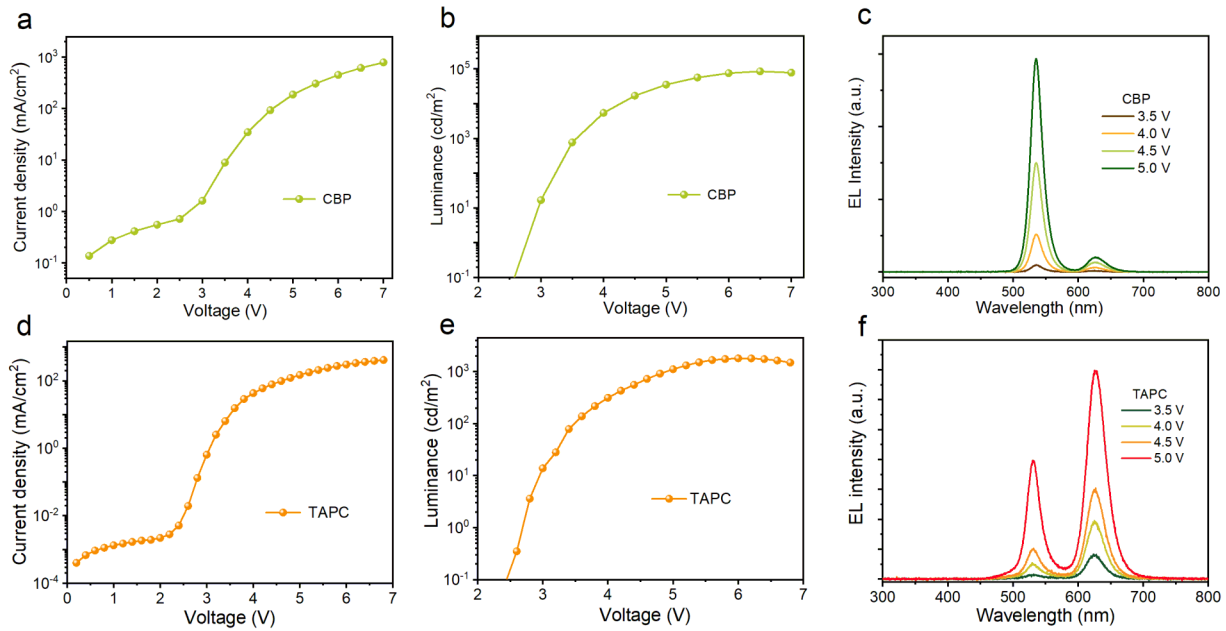 a
Current density (mA/cm²)
10³
10²
10¹
10⁰
10⁻¹
CBP
0 1 2 3 4 5 6 7
Voltage (V)
b
Luminance (cd/m²)
10⁵
10³
10¹
10⁻¹
CBP
2 3 4 5 6 7
Voltage (V)
c
EL Intensity (a.u.)
CBP
3.5 V
4.0 V
4.5 V
5.0 V
300 400 500 600 700 800
Wavelength (nm)
d
Current density (mA/cm²)
10²
10⁰
10⁻²
10⁻⁴
TAPC
0 1 2 3 4 5 6 7
Voltage (V)
e
Luminance (cd/m²)
10³
10²
10¹
10⁰
10⁻¹
TAPC
2 3 4 5 6 7
Voltage (V)
f
EL intensity (a.u.)
TAPC
3.5 V
4.0 V
4.5 V
5.0 V
300 400 500 600 700 800
Wavelength (nm)